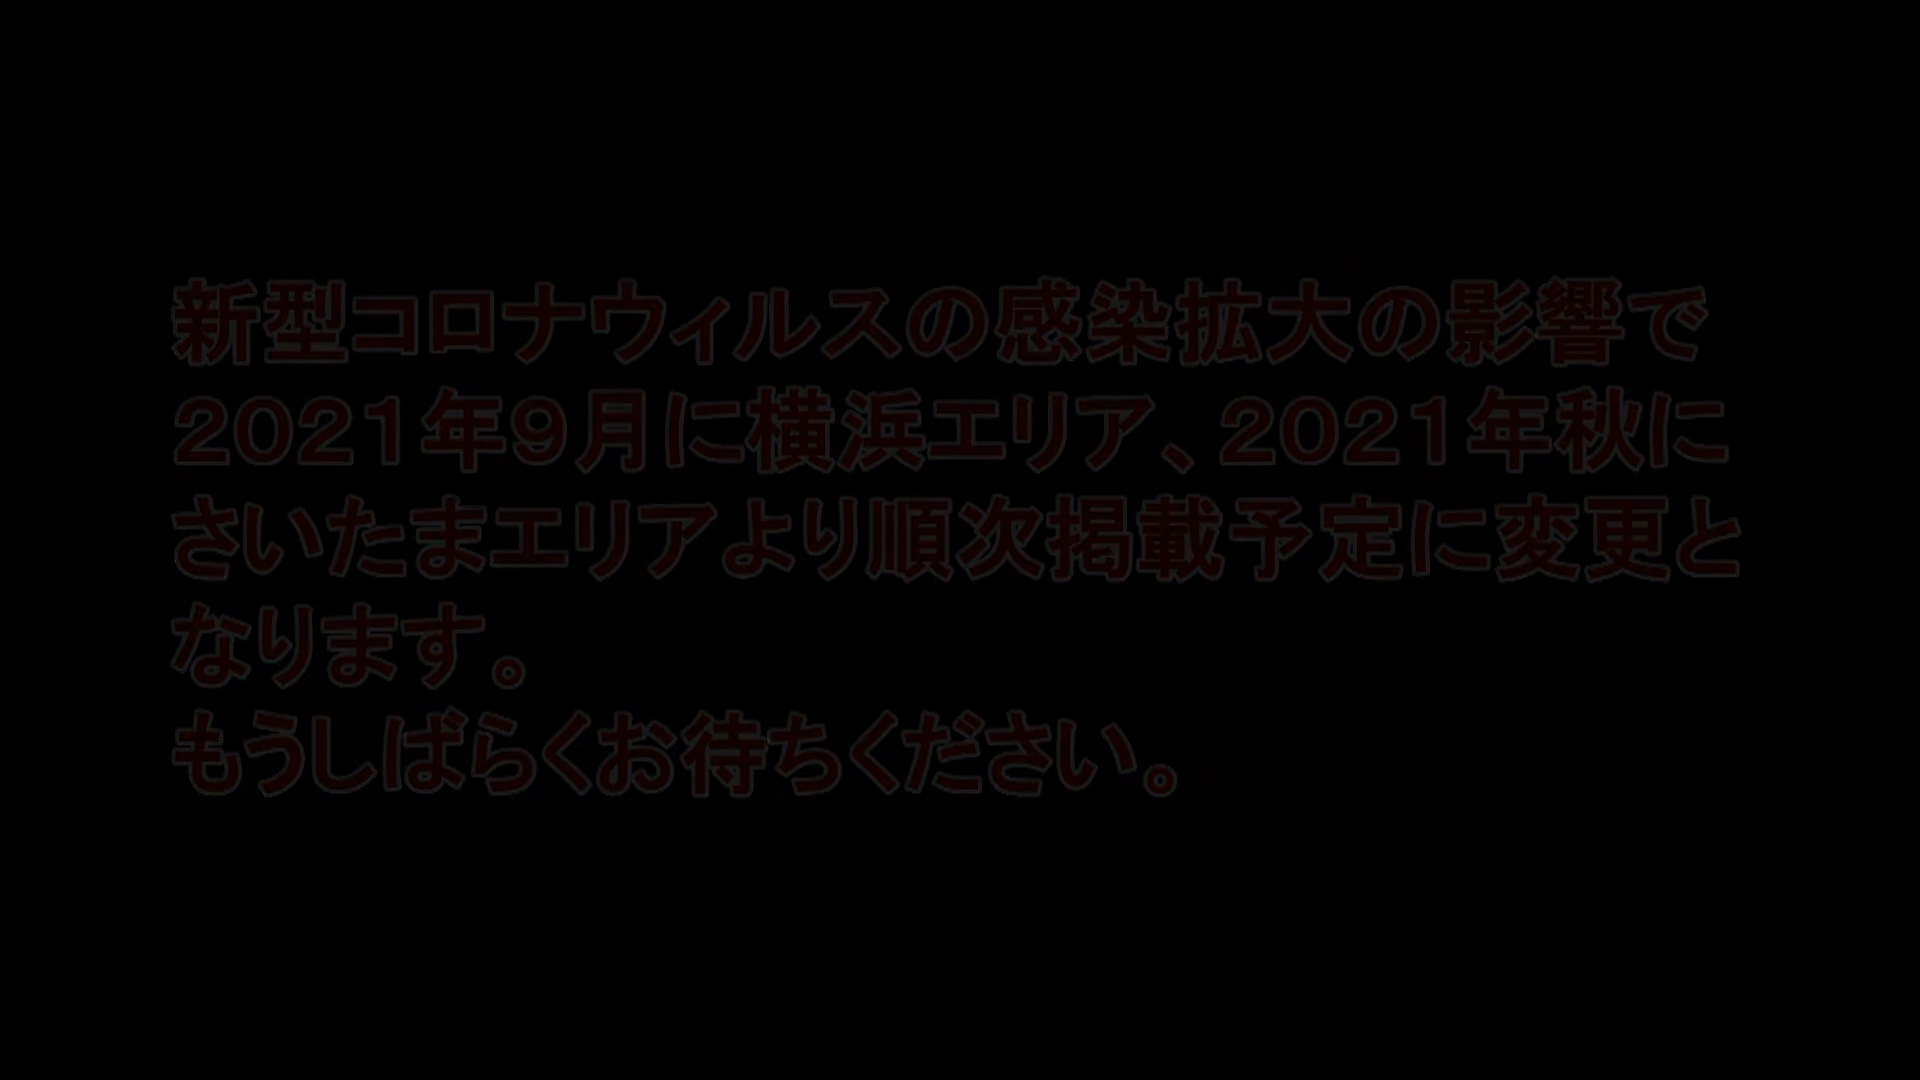 新型コロナウィルスの感染拡大の影響で
2021年9月に横浜エリア、2021年秋に
さいたまエリアより順次掲載予定に変更と
なります。
もうしばらくお待ちください。